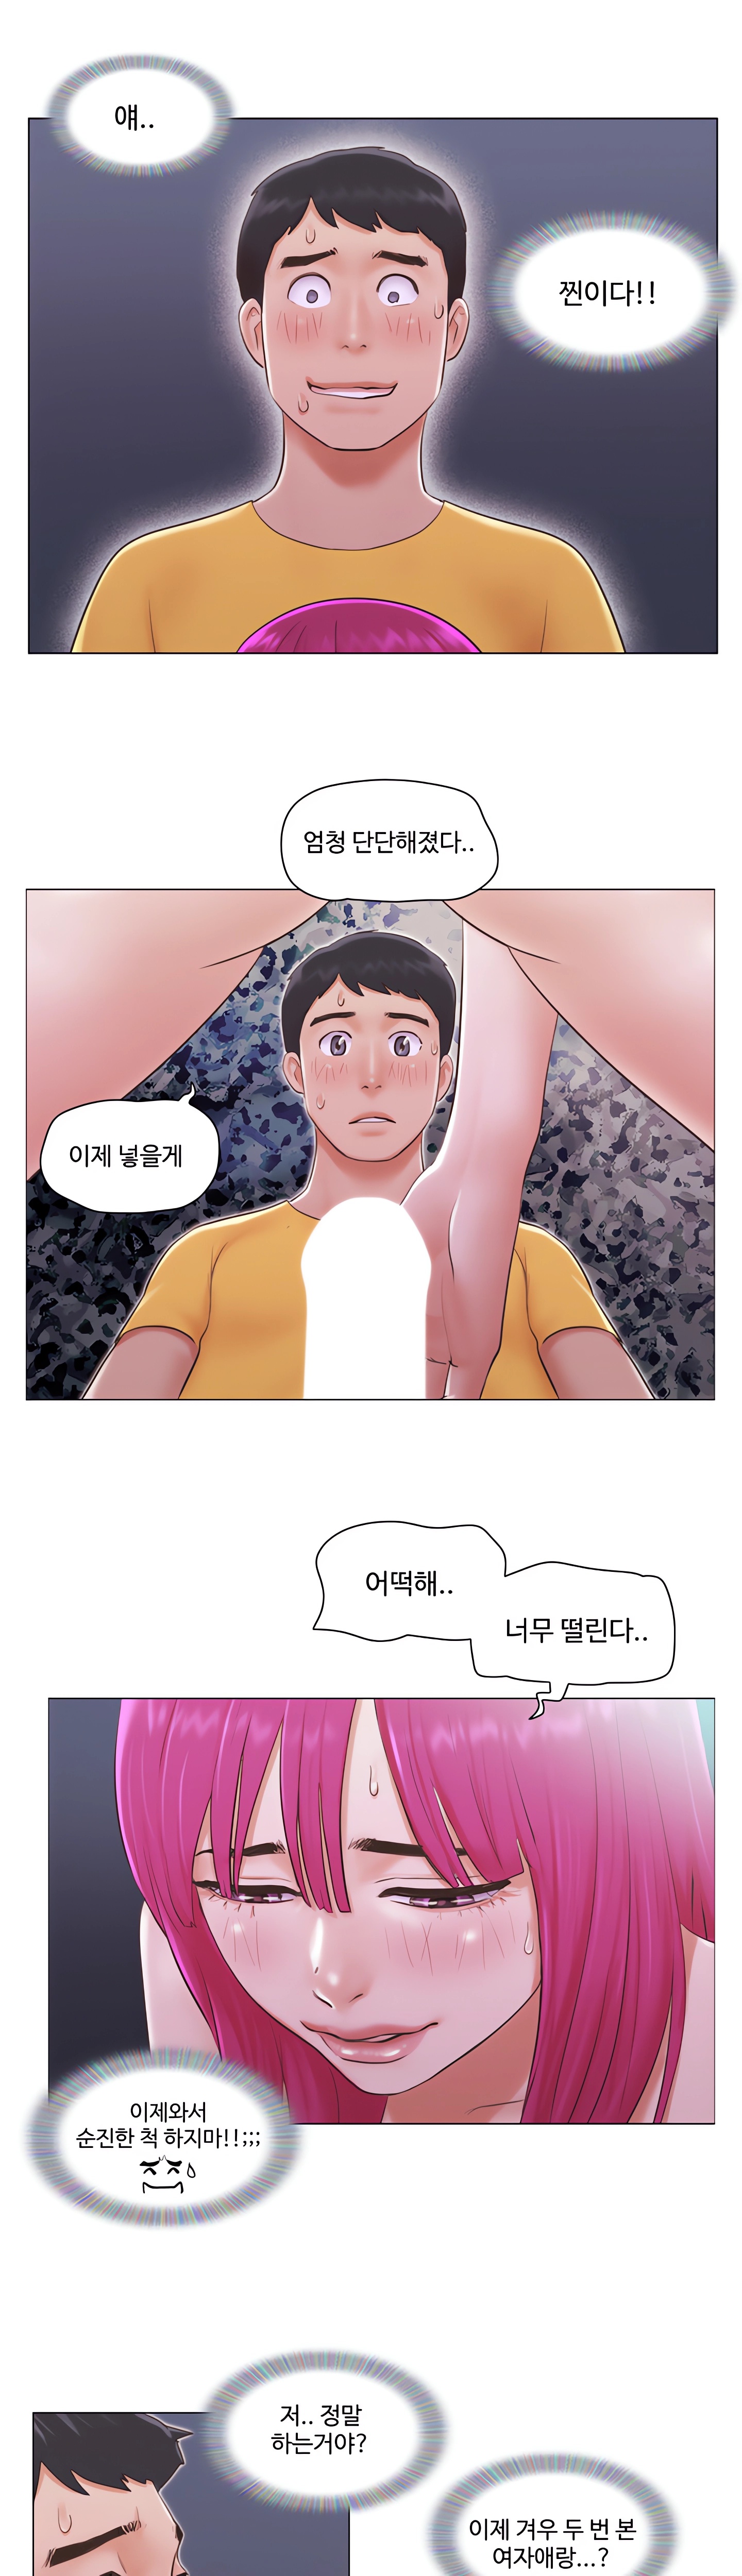 얘..
찐이다!!
엄청 단단해졌다..
이제 넣을게
어떡해..
너무 떨린다..
이제와서
순진한 척 하지마!!;;;
저.. 정말
하는거야?
이제 겨우 두 번 본
여자애랑...?